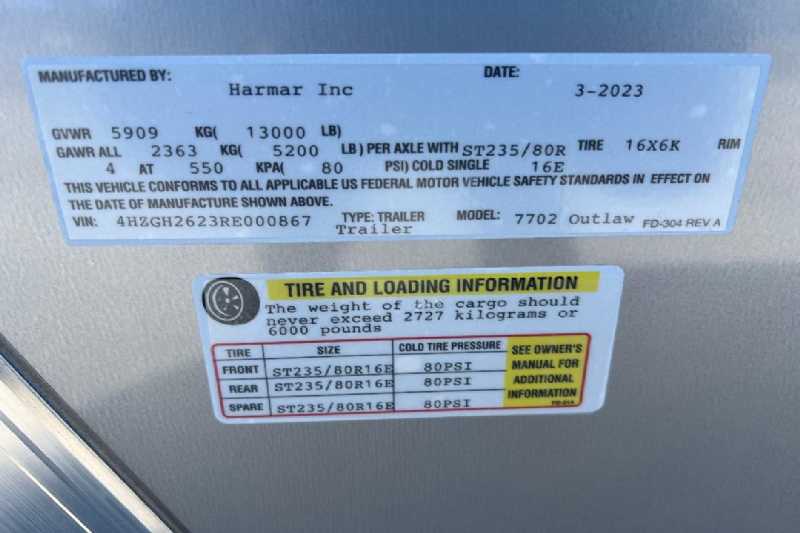 MANUFACTURED BY: Harmar Inc DATE: 3-2023
GVWR 5909 KG( 13000 LB)
GAWR ALL 2363 KG( 5200 LB) PER AXLE WITH ST235/80R TIRE 16X6K RIM
4 AT 550 KPA( 80 PSI) COLD SINGLE 16E
THIS VEHICLE CONFORMS TO ALL APPLICABLE US FEDERAL MOTOR VEHICLE SAFETY STANDARDS IN EFFECT ON
THE DATE OF MANUFACTURE SHOWN ABOVE.
VIN: 4HZGH2623RE000867 TYPE: TRAILER MODEL: 7702 Outlaw FD-304 REV A
Trailer
TIRE AND LOADING INFORMATION
The weight of the cargo should
never exceed 2727 kilograms or
6000 pounds
TIRE SIZE COLD TIRE PRESSURE SEE OWNER'S
FRONT ST235/80R16E 80PSI MANUAL FOR
REAR ST235/80R16E 80PSI ADDITIONAL
INFORMATION
SPARE ST235/80R16E 80PSI